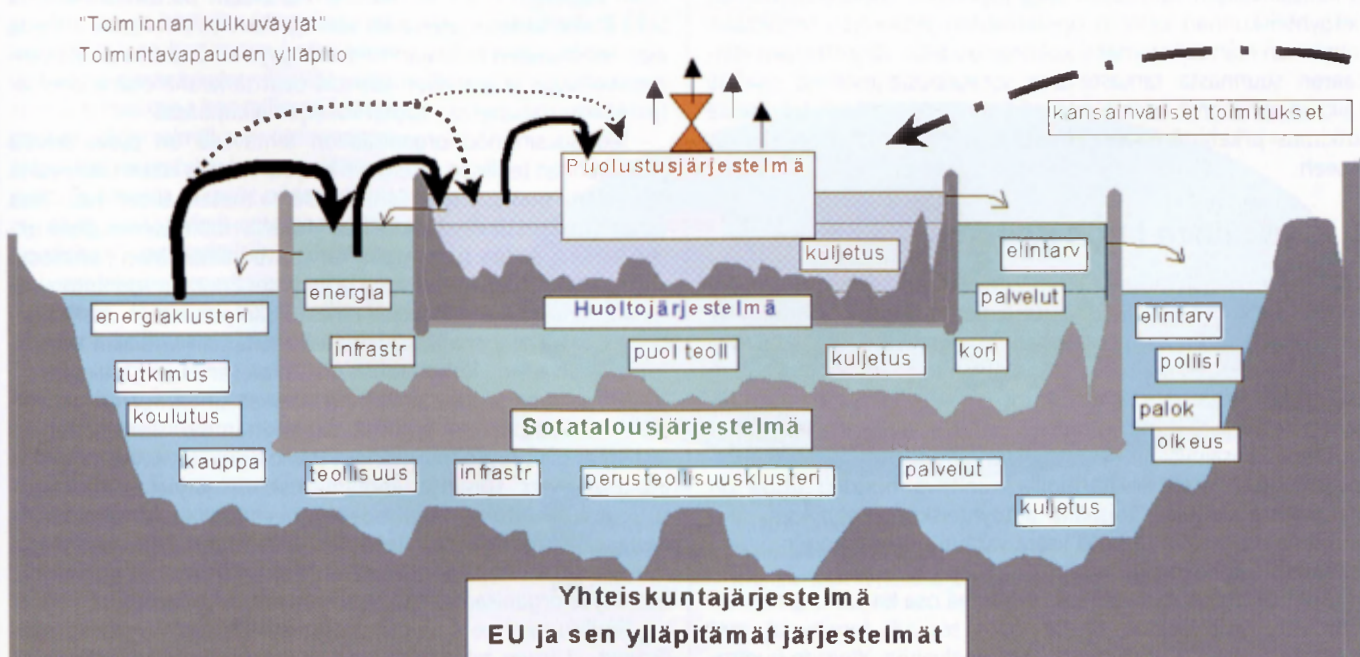 "Toiminnan kulkuväylät"
Toimintavapauden ylläpito
kansainväliset toimitukset
Puolustusjärjestelmä
kuljetus
elintarv
energia
palvelut
energiaklusteri
Huoltojärjestelmä
elintarv
infrastr
puol teoll
kuljetus
korj
poliisi
tutkimus
koulutus
palok
Sotatalousjärjestelmä
oikeus
kauppa
teollisuus
infrastr
perusteollisuusklusteri
palvelut
kuljetus
Yhteiskuntajärjestelmä
EU ja sen ylläpitämät järjestelmät